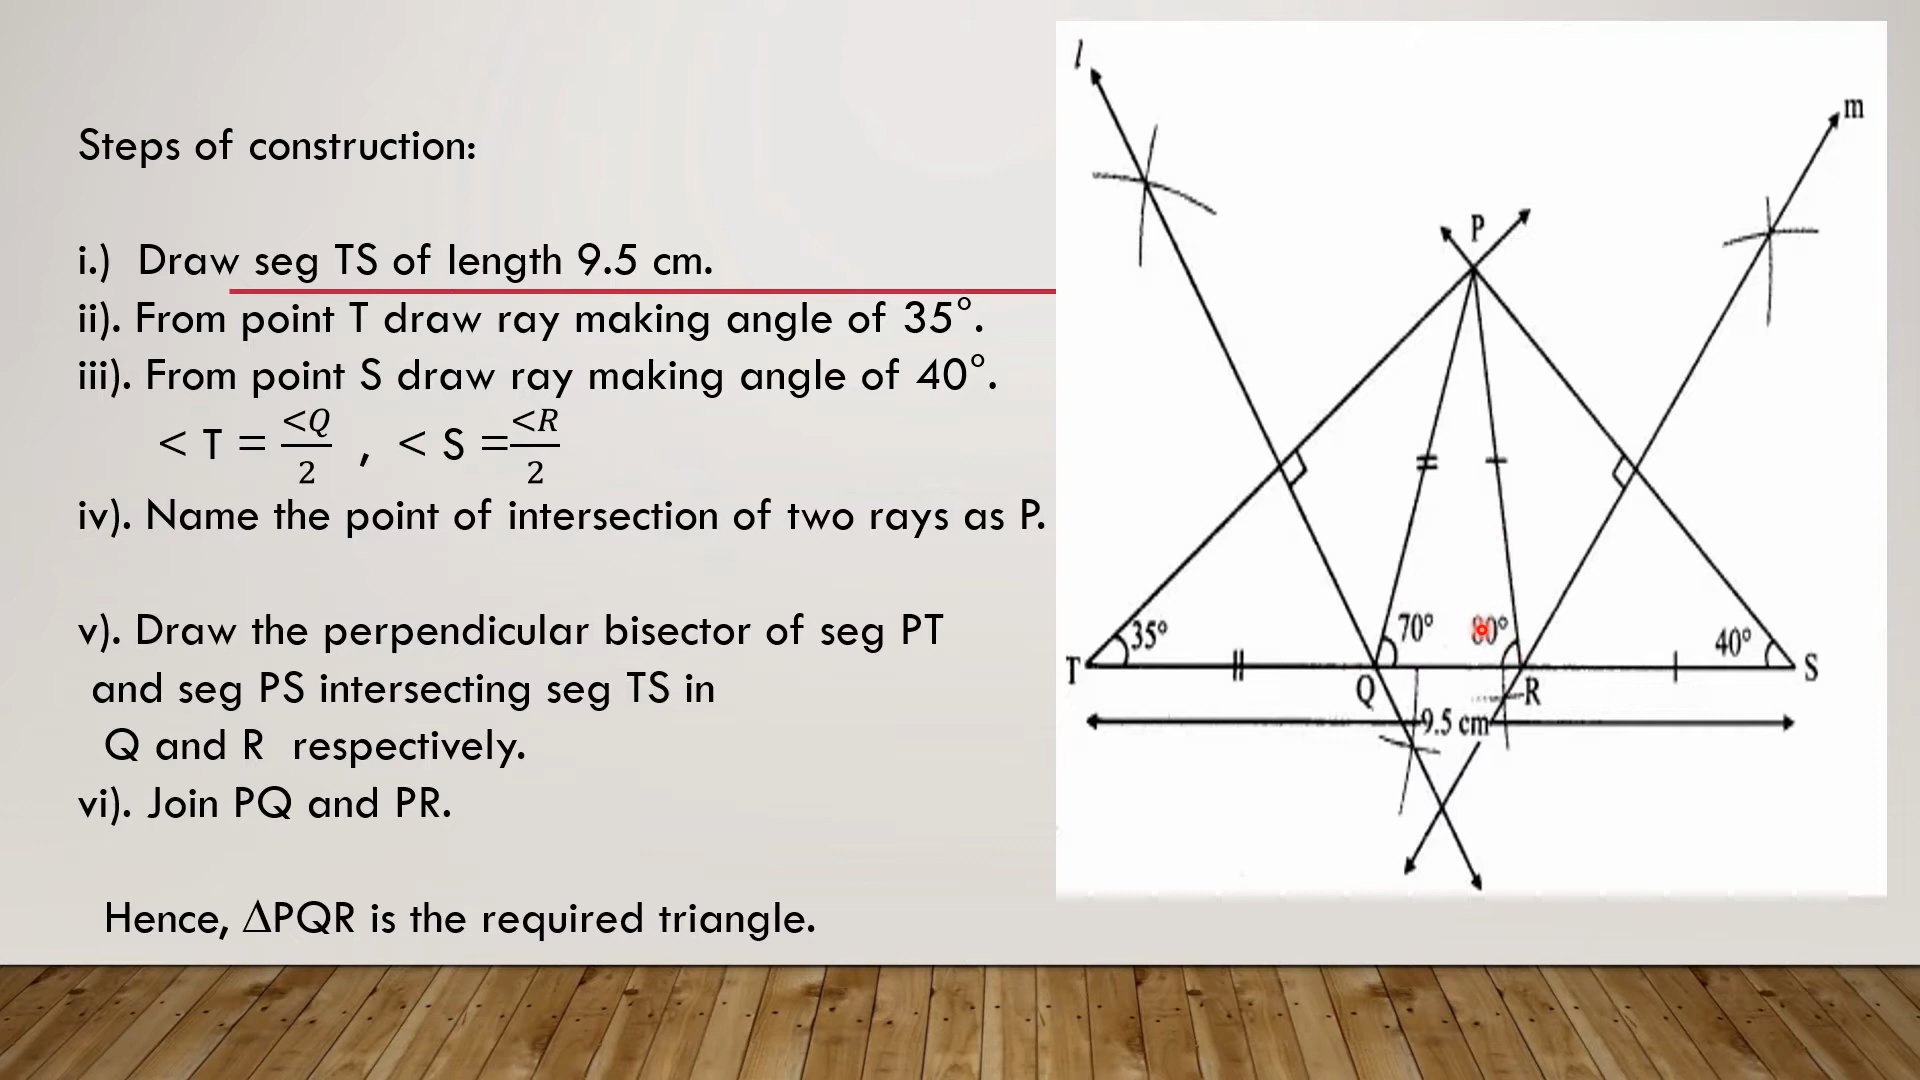 Steps of construction:
i.) Draw seg TS of length 9.5 cm.
ii). From point T draw ray making angle of 35°.
iii). From point S draw ray making angle of 40°.
< T = <Q/2 , < S = <R/2
iv). Name the point of intersection of two rays as P.
v). Draw the perpendicular bisector of seg PT
and seg PS intersecting seg TS in
Q and R respectively.
vi). Join PQ and PR.
Hence, ∆PQR is the required triangle.
l
m
P
35°
70°
80°
40°
T
S
Q
R
9.5 cm